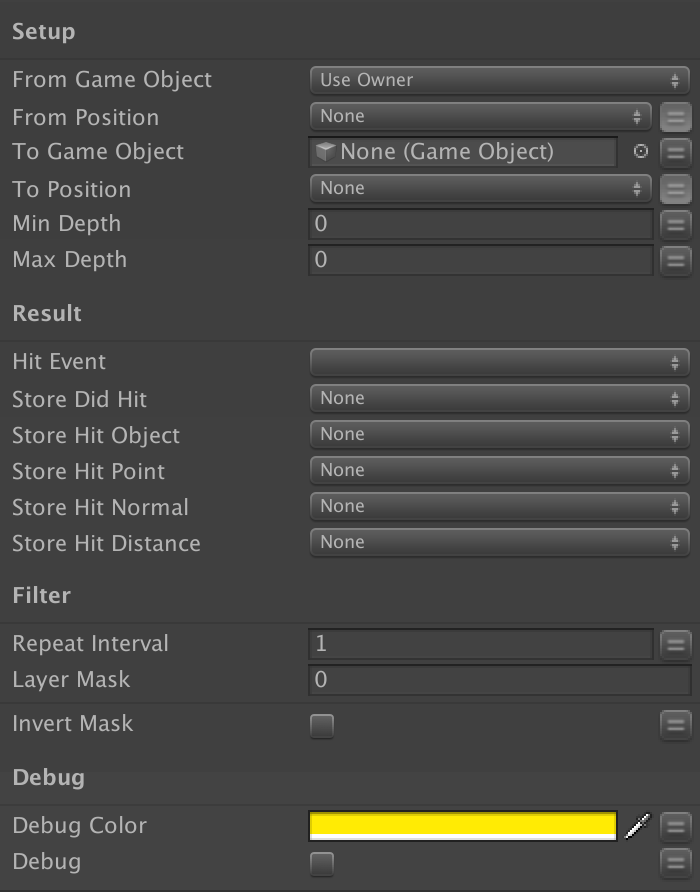 Setup
From Game Object Use Owner
From Position None
To Game Object None (Game Object)
To Position None
Min Depth 0
Max Depth 0
Result
Hit Event
Store Did Hit None
Store Hit Object None
Store Hit Point None
Store Hit Normal None
Store Hit Distance None
Filter
Repeat Interval 1
Layer Mask 0
Invert Mask
Debug
Debug Color
Debug